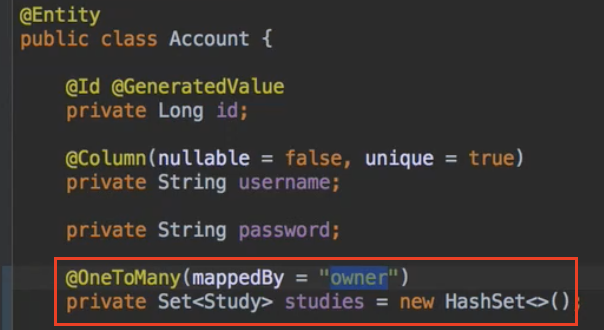 @Entity
public class Account {
@Id @GeneratedValue
private Long id;
@Column(nullable = false, unique = true)
private String username;
private String password;
@OneToMany(mappedBy = "owner")
private Set<Study> studies = new HashSet<>();